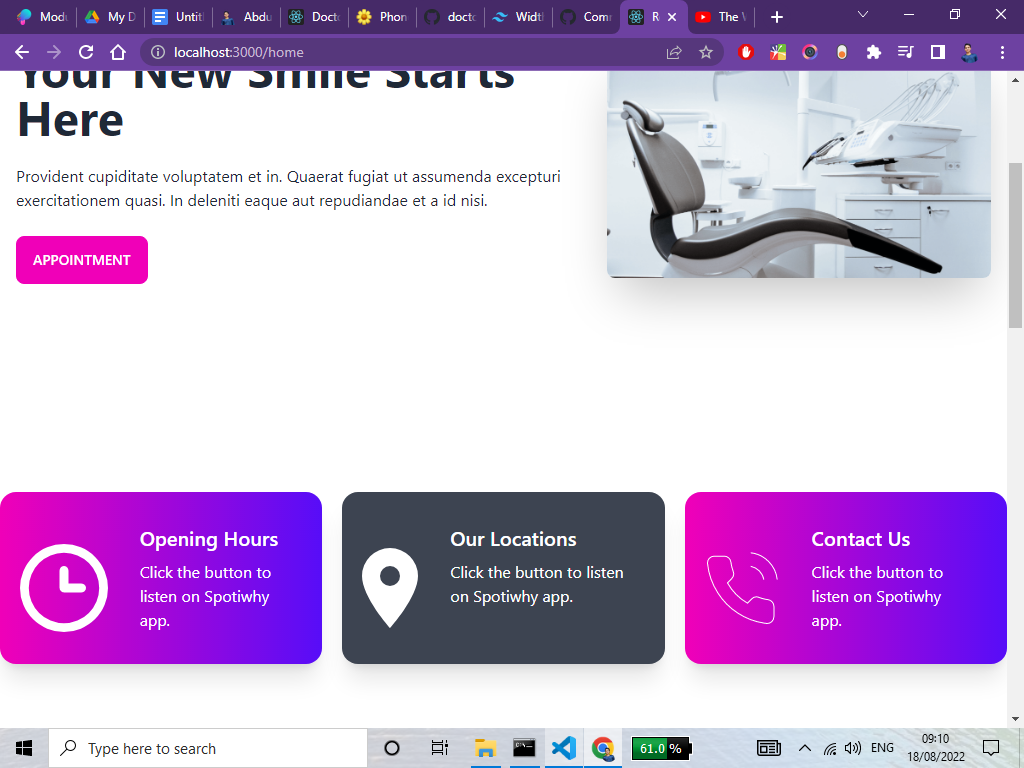 Modu
My D
Untit
Abdu
Docto
Phon
docto
Widt
Com
R
The V
localhost:3000/home
Your New Smile Starts
Here
Provident cupiditate voluptatem et in. Quaerat fugiat ut assumenda excepturi
exercitationem quasi. In deleniti eaque aut repudiandae et a id nisi.
APPOINTMENT
Opening Hours
Click the button to
listen on Spotiwhy
app.
Our Locations
Click the button to listen
on Spotiwhy app.
Contact Us
Click the button to
listen on Spotiwhy
app.
Type here to search
61.0 %
ENG
09:10
18/08/2022